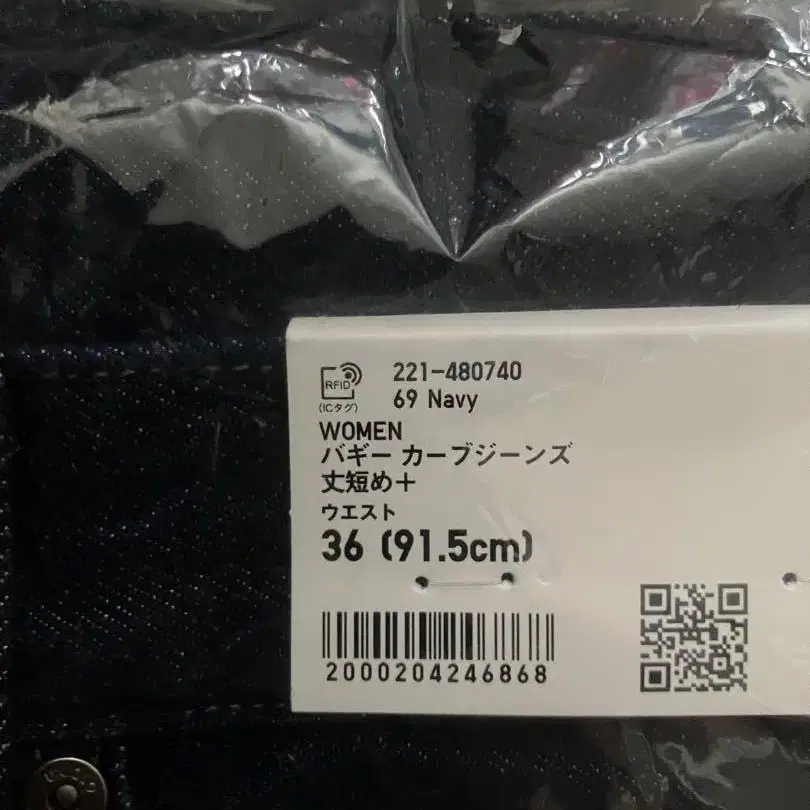 RFID
(ICタグ)
221-480740
69 Navy
WOMEN
バギー カーブジーンズ
丈短め＋
ウエスト
36 (91.5cm)
2000204246868